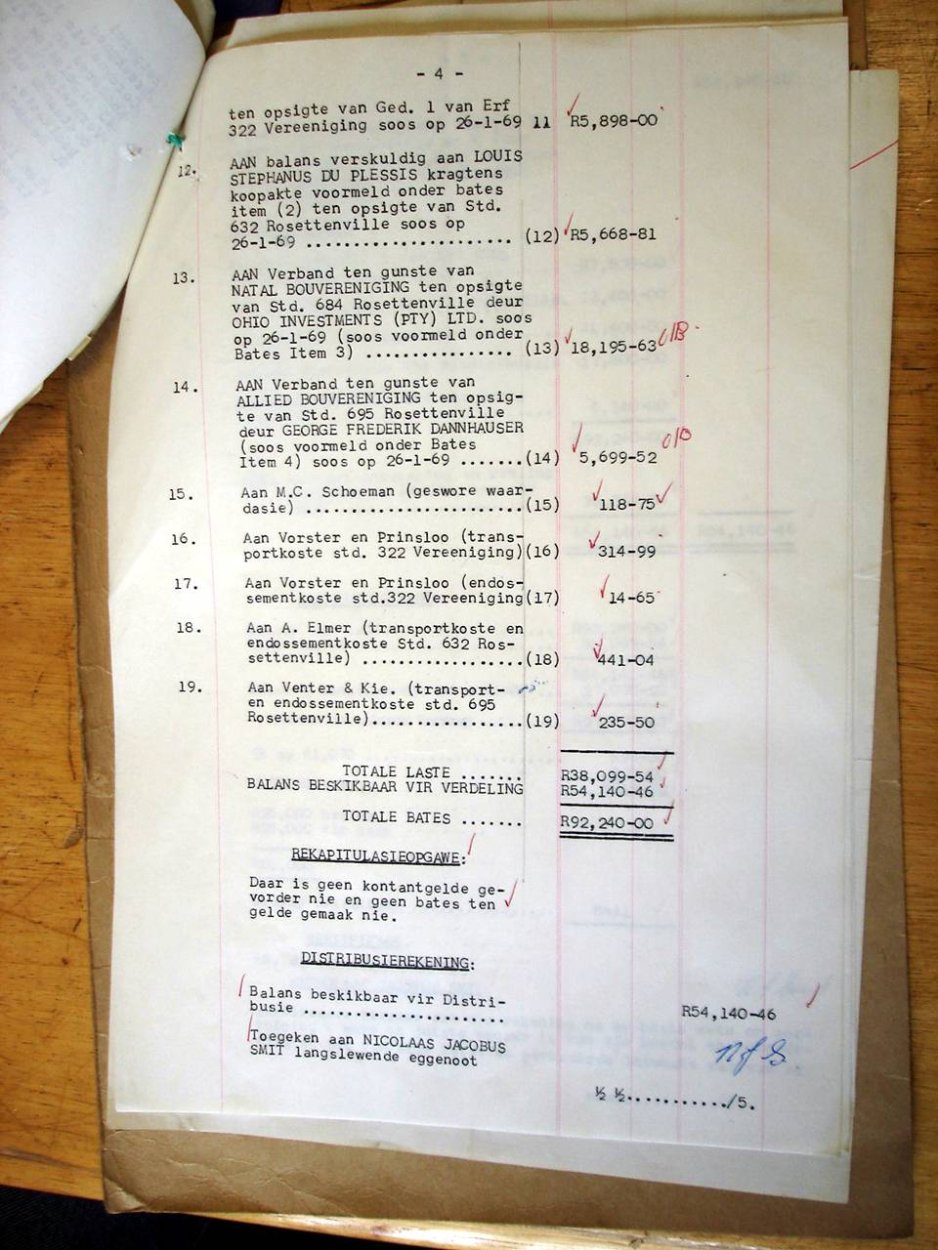 - 4 -
ten opsigte van Ged. 1 van Erf
322 Vereeniging soos op 26-1-69 11 R5,898-00
12. AAN balans verskuldig aan LOUIS
STEPHANUS DU PLESSIS kragtens
koopakte voormeld onder bates
item (2) ten opsigte van Std.
632 Rosettenville soos op
26-1-69 ...................... (12) R5,668-81
13. AAN Verband ten gunste van
NATAL BOUVERENIGING ten opsigte
van Std. 684 Rosettenville deur
OHIO INVESTMENTS (PTY) LTD. soos
op 26-1-69 (soos voormeld onder
Bates Item 3) ................ (13) 18,195-63
14. AAN Verband ten gunste van
ALLIED BOUVERENIGING ten opsig-
te van Std. 695 Rosettenville
deur GEORGE FREDERIK DANNHAUSER
(soos voormeld onder Bates
Item 4) soos op 26-1-69 .......(14) 5,699-52
15. Aan M.C. Schoeman (geswore waar-
dasie) .......................(15) 118-75
16. Aan Vorster en Prinsloo (trans-
portkoste std. 322 Vereeniging)(16) 314-99
17. Aan Vorster en Prinsloo (endos-
sementkoste std.322 Vereeniging(17) 14-65
18. Aan A. Elmer (transportkoste en
endossementkoste Std. 632 Ros-
settenville) ..................(18) 441-04
19. Aan Venter & Kie. (transport-
en endossementkoste std. 695
Rosettenville).................(19) 235-50
TOTALE LASTE ....... R38,099-54
BALANS BESKIKBAAR VIR VERDELING R54,140-46
TOTALE BATES ....... R92,240-00
REKAPITULASIEOPGAWE:
Daar is geen kontantgelde ge-
vorder nie en geen bates ten
gelde gemaak nie.
DISTRIBUSIEREKENING:
Balans beskikbaar vir Distri-
busie ...................... R54,140-46
Toegeken aan NICOLAAS JACOBUS
SMIT langslewende eggenoot
½ ½.........../5.